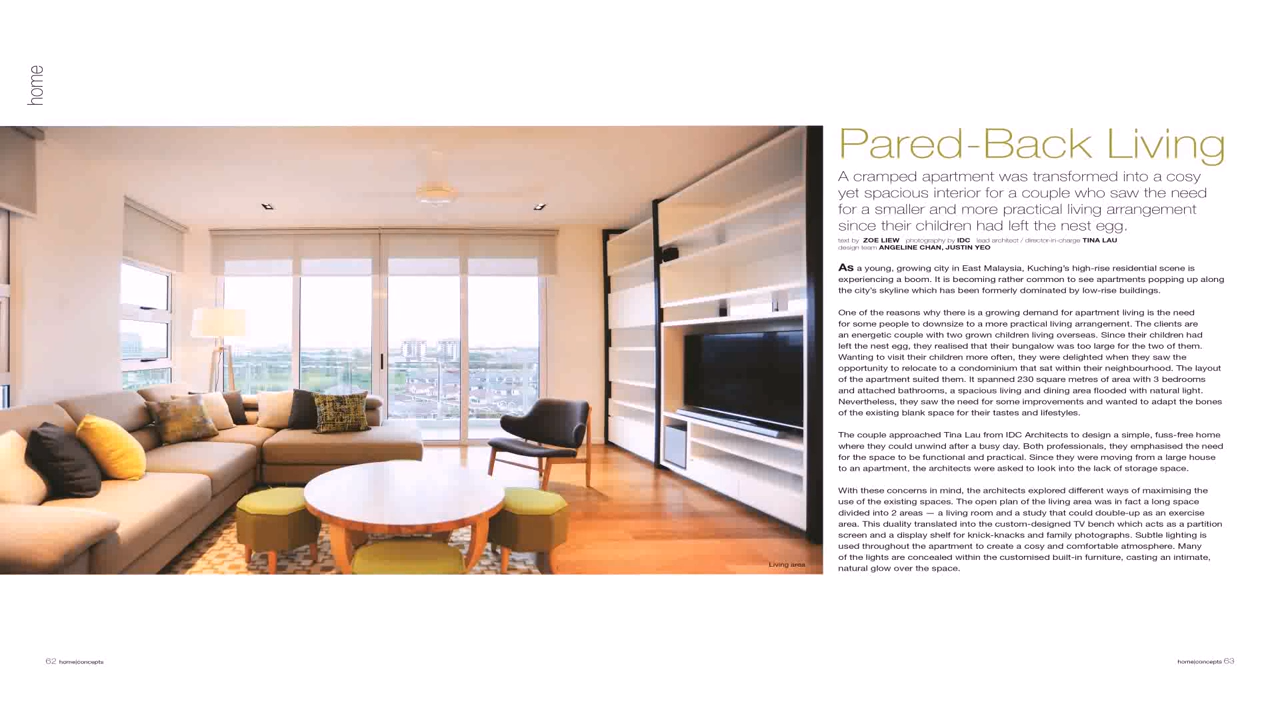 home
Pared-Back Living
A cramped apartment was transformed into a cosy
yet spacious interior for a couple who saw the need
for a smaller and more practical living arrangement
since their children had left the nest egg.
text by ZOE LIEW photography by IDC lead architect / director-in-charge TINA LAU
design team ANGELINE CHAN, JUSTIN YEO
As a young, growing city in East Malaysia, Kuching's high-rise residential scene is
experiencing a boom. It is becoming rather common to see apartments popping up along
the city's skyline which has been formerly dominated by low-rise buildings.
One of the reasons why there is a growing demand for apartment living is the need
for some people to downsize to a more practical living arrangement. The clients are
an energetic couple with two grown children living overseas. Since their children had
left the nest egg, they realised that their bungalow was too large for the two of them.
Wanting to visit their children more often, they were delighted when they saw the
opportunity to relocate to a condominium that sat within their neighbourhood. The layout
of the apartment suited them. It spanned 230 square metres of area with 3 bedrooms
and attached bathrooms, a spacious living and dining area flooded with natural light.
Nevertheless, they saw the need for some improvements and wanted to adapt the bones
of the existing blank space for their tastes and lifestyles.
The couple approached Tina Lau from IDC Architects to design a simple, fuss-free home
where they could unwind after a busy day. Both professionals, they emphasised the need
for the space to be functional and practical. Since they were moving from a large house
to an apartment, the architects were asked to look into the lack of storage space.
With these concerns in mind, the architects explored different ways of maximising the
use of the existing spaces. The open plan of the living area was in fact a long space
divided into 2 areas — a living room and a study that could double-up as an exercise
area. This duality translated into the custom-designed TV bench which acts as a partition
screen and a display shelf for knick-knacks and family photographs. Subtle lighting is
used throughout the apartment to create a cosy and comfortable atmosphere. Many
of the lights are concealed within the customised built-in furniture, casting an intimate,
natural glow over the space.
Living area
62 home|concepts
home|concepts 63